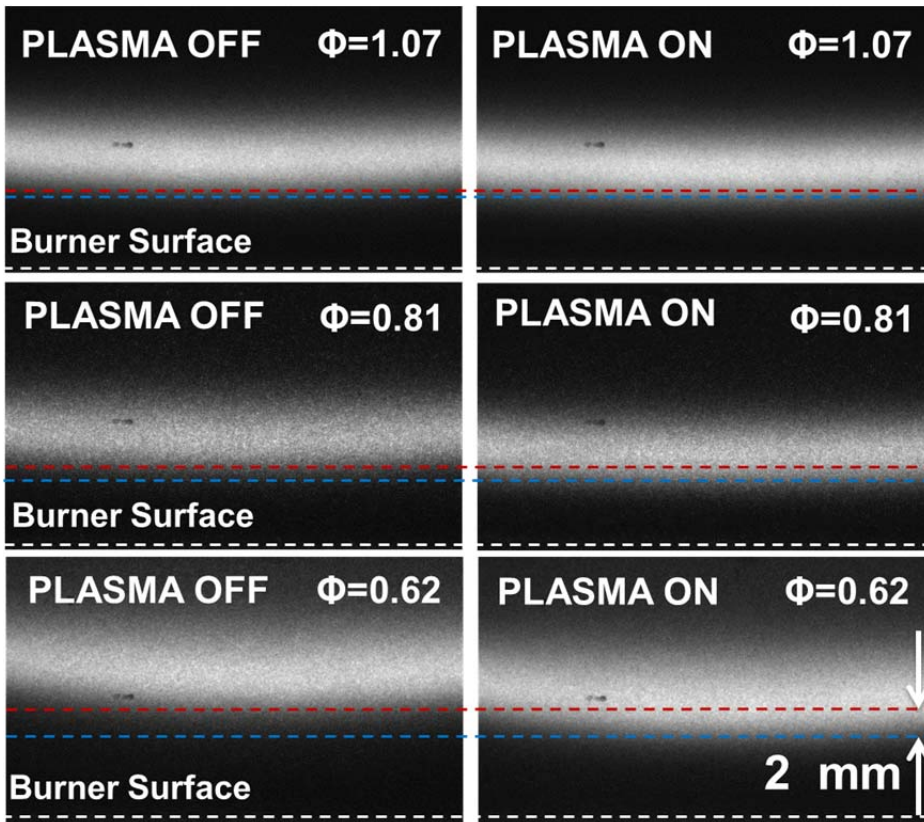 PLASMA OFF Φ=1.07
PLASMA ON Φ=1.07
Burner Surface
PLASMA OFF Φ=0.81
PLASMA ON Φ=0.81
Burner Surface
PLASMA OFF Φ=0.62
PLASMA ON Φ=0.62
Burner Surface
2 mm